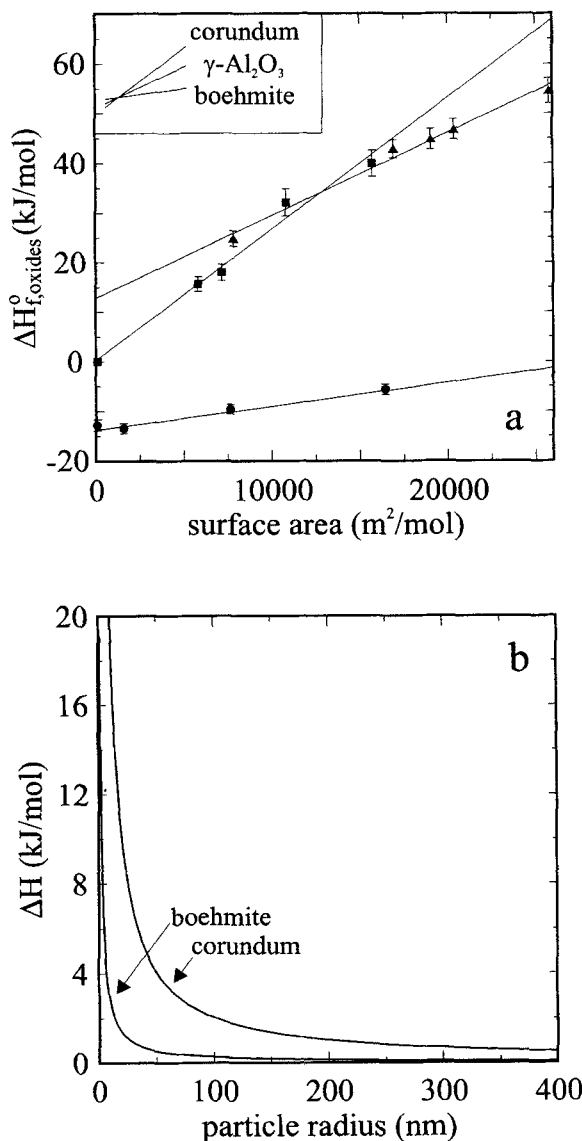 corundum
γ-Al₂O₃
boehmite
60
40
20
0
-20
ΔH°f,oxides (kJ/mol)
a
0
10000
20000
surface area (m²/mol)
20
16
12
8
4
0
ΔH (kJ/mol)
b
boehmite
corundum
0
100
200
300
400
particle radius (nm)